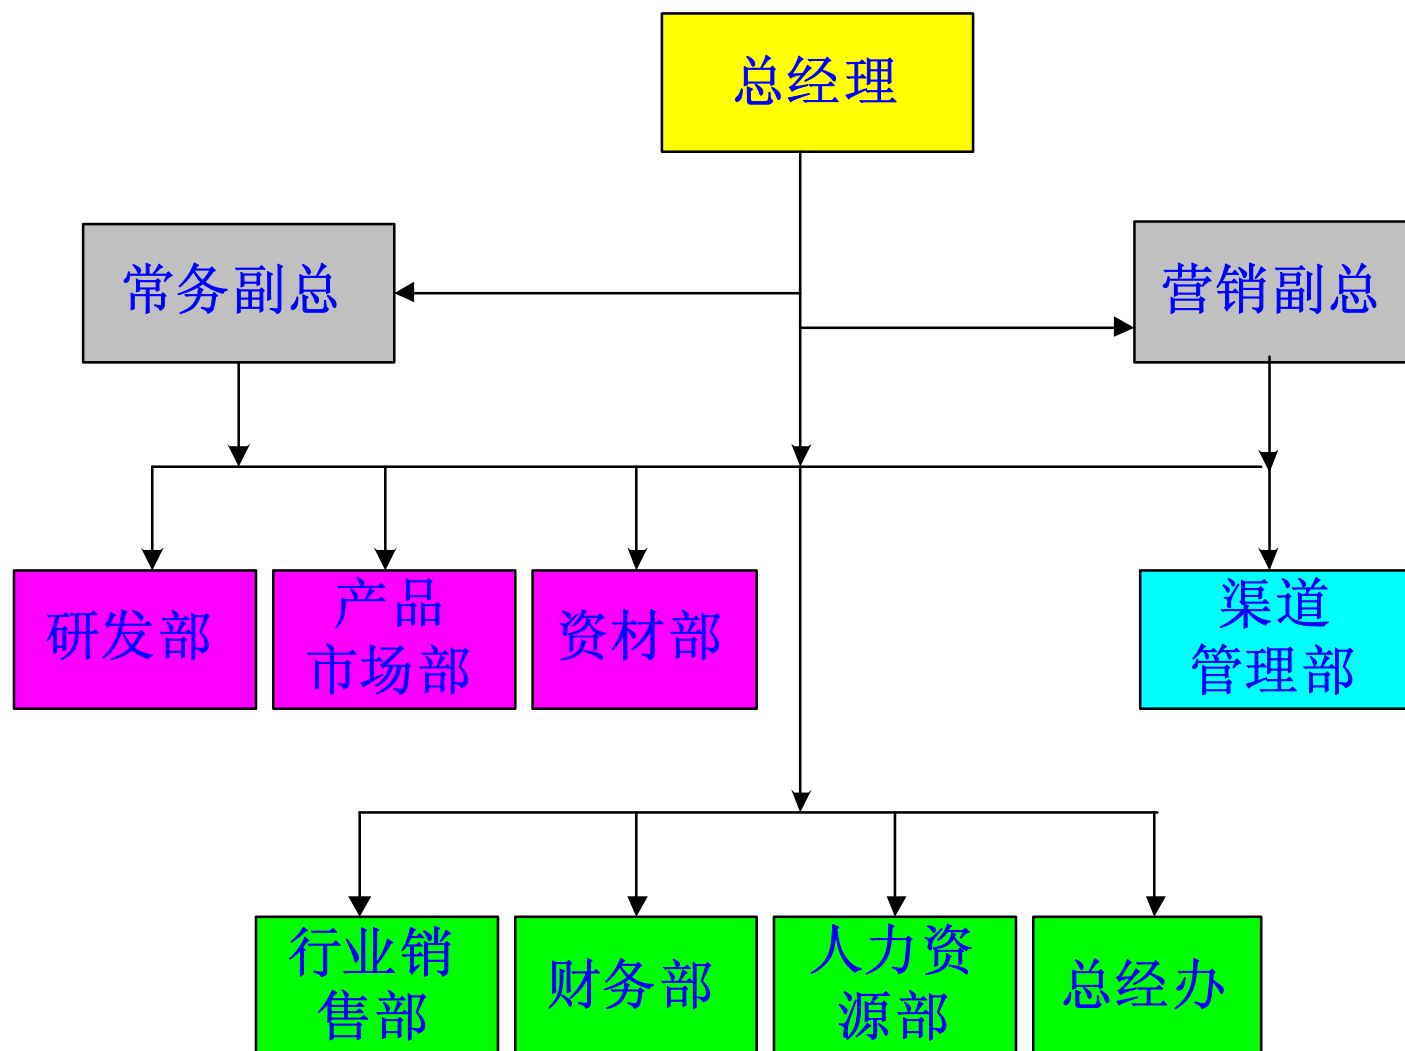 总经理
常务副总
营销副总
研发部
产品
市场部
资材部
渠道
管理部
行业销
售部
财务部
人力资
源部
总经办